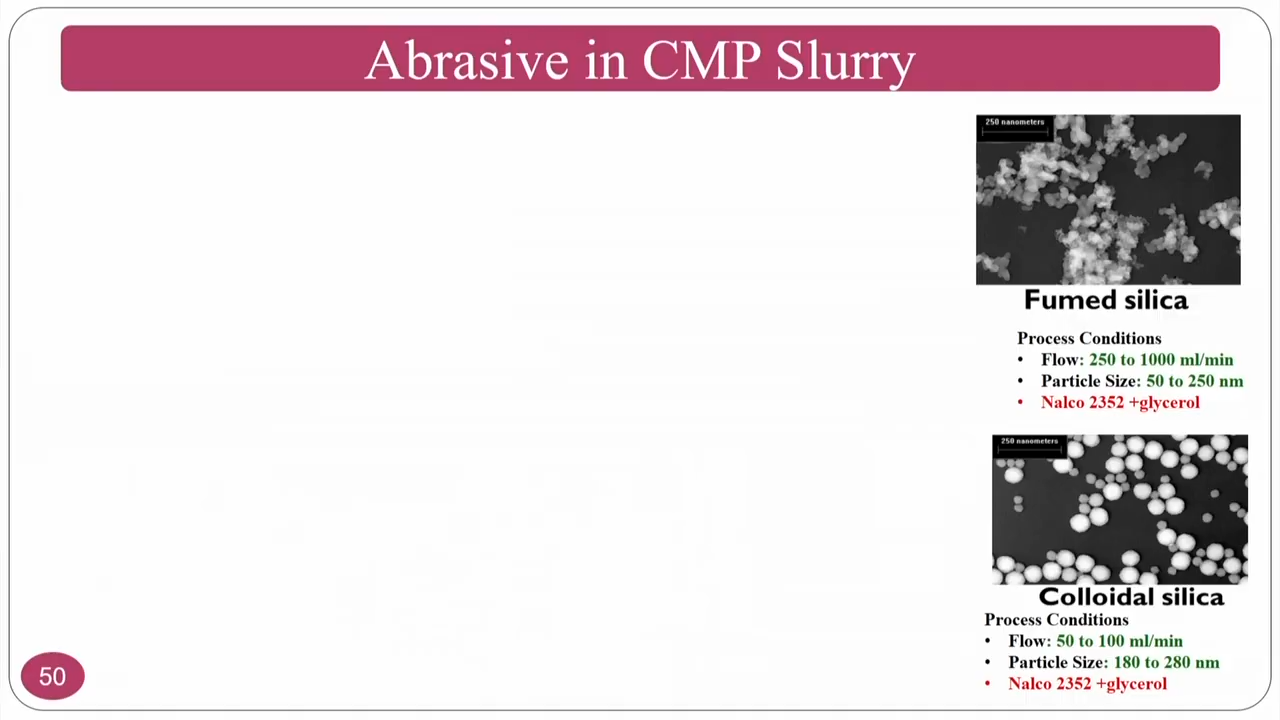 Abrasive in CMP Slurry
250 nanometers
Fumed silica
Process Conditions
• Flow: 250 to 1000 ml/min
• Particle Size: 50 to 250 nm
• Nalco 2352 +glycerol
250 nanometers
Colloidal silica
Process Conditions
• Flow: 50 to 100 ml/min
• Particle Size: 180 to 280 nm
• Nalco 2352 +glycerol
50